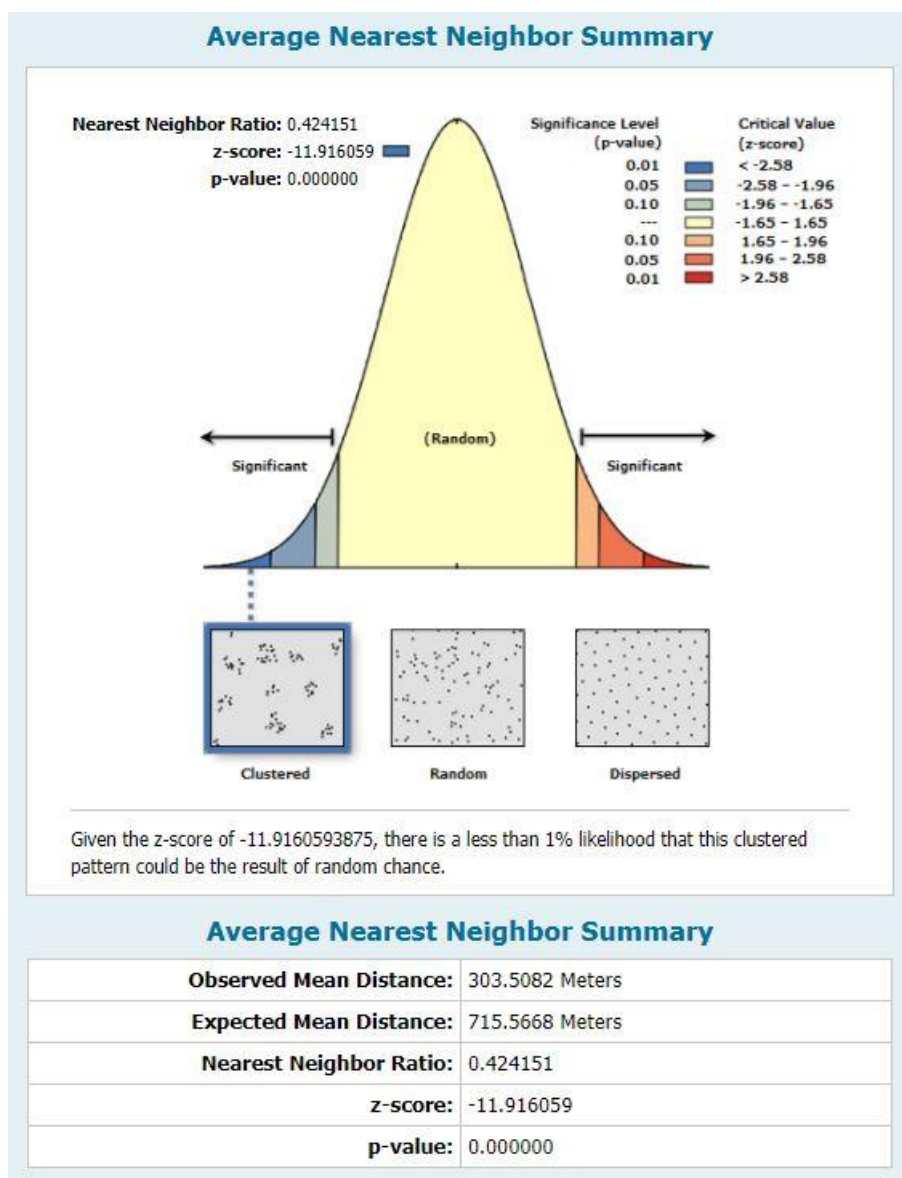 Average Nearest Neighbor Summary
Nearest Neighbor Ratio: 0.424151
z-score: -11.916059
p-value: 0.000000
Significance Level
(p-value)
Critical Value
(z-score)
0.01 < -2.58
0.05 -2.58 – -1.96
0.10 -1.96 – -1.65
--- -1.65 – 1.65
0.10 1.65 – 1.96
0.05 1.96 – 2.58
0.01 > 2.58
(Random)
Significant
Significant
Clustered
Random
Dispersed
Given the z-score of -11.9160593875, there is a less than 1% likelihood that this clustered
pattern could be the result of random chance.
Average Nearest Neighbor Summary
Observed Mean Distance: 303.5082 Meters
Expected Mean Distance: 715.5668 Meters
Nearest Neighbor Ratio: 0.424151
z-score: -11.916059
p-value: 0.000000